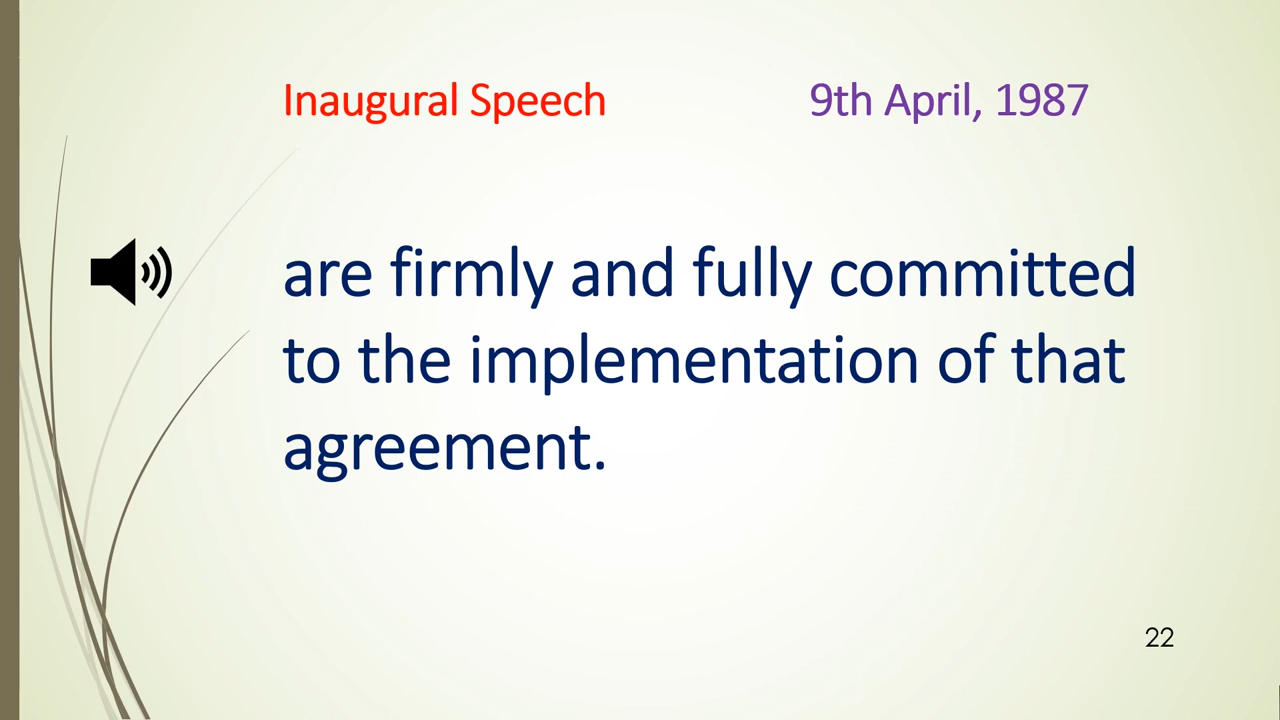 Inaugural Speech 9th April, 1987
are firmly and fully committed
to the implementation of that
agreement.
22